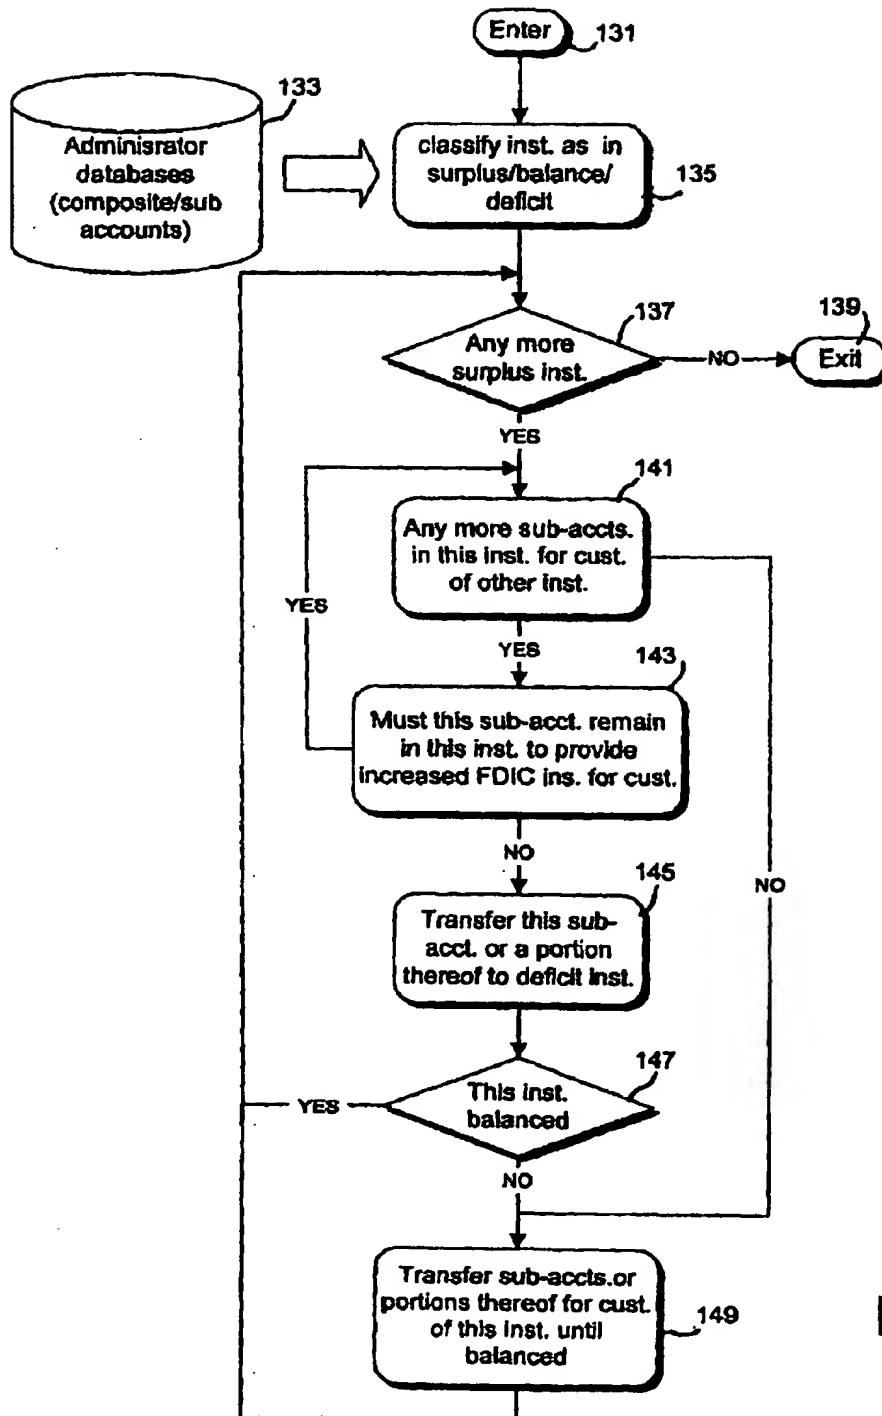 Enter
131
133
Adminisrator
databases
(composite/sub
accounts)
classify inst. as in
surplus/balance/
deficit
135
137
Any more
surplus inst.
NO
139
Exit
YES
141
Any more sub-accts.
in this inst. for cust.
of other inst.
YES
YES
143
Must this sub-acct. remain
in this inst. to provide
increased FDIC ins. for cust.
NO
145
NO
Transfer this sub-
acct. or a portion
thereof to deficit inst.
147
This inst.
balanced
YES
NO
Transfer sub-accts.or
portions thereof for cust.
of this inst. until
balanced
149